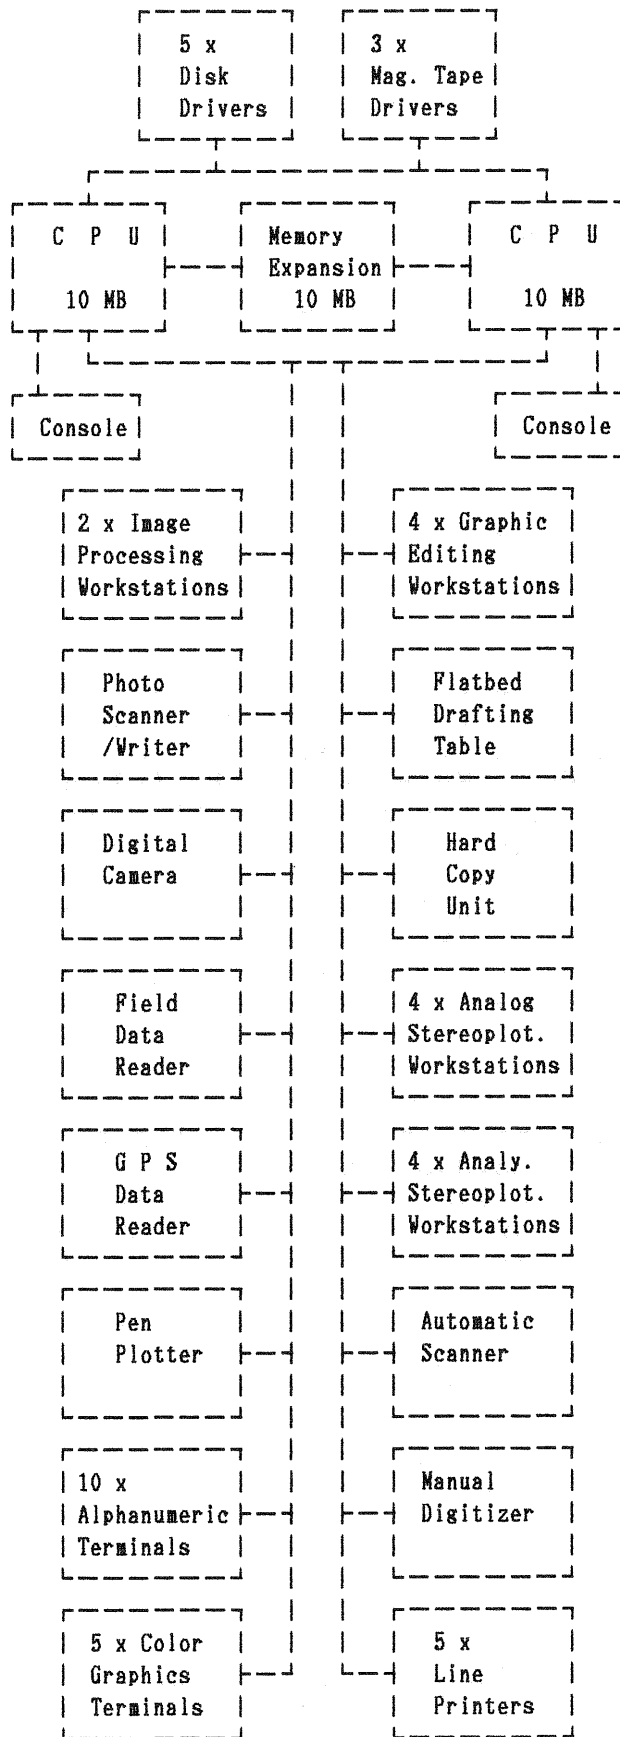 5 x
Disk
Drivers
3 x
Mag. Tape
Drivers
C P U
10 MB
Memory
Expansion
10 MB
C P U
10 MB
Console
Console
2 x Image
Processing
Workstations
4 x Graphic
Editing
Workstations
Photo
Scanner
/Writer
Flatbed
Drafting
Table
Digital
Camera
Hard
Copy
Unit
Field
Data
Reader
4 x Analog
Stereoplot.
Workstations
G P S
Data
Reader
4 x Analy.
Stereoplot.
Workstations
Pen
Plotter
Automatic
Scanner
10 x
Alphanumeric
Terminals
Manual
Digitizer
5 x Color
Graphics
Terminals
5 x
Line
Printers